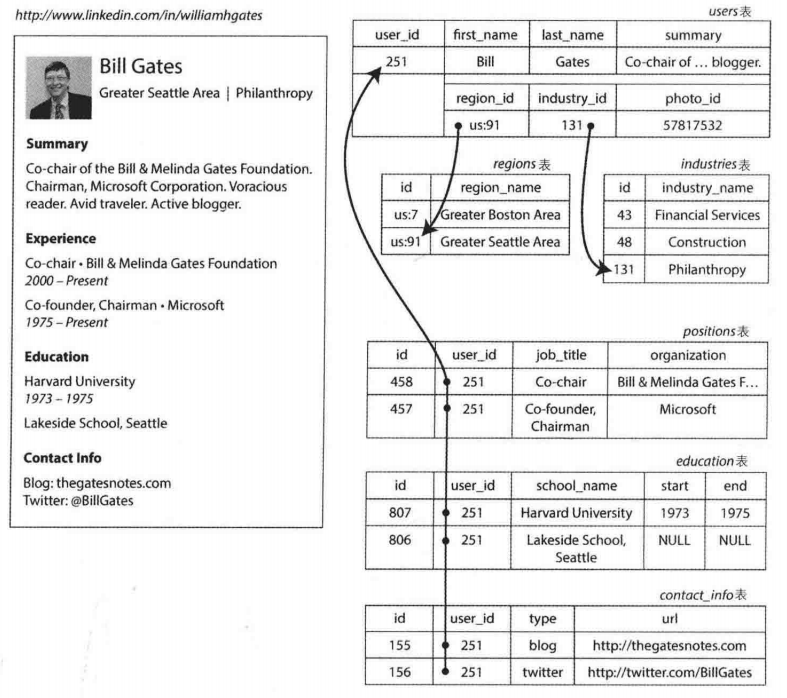 http://www.linkedin.com/in/williamhgates
Bill Gates
Greater Seattle Area | Philanthropy
Summary
Co-chair of the Bill & Melinda Gates Foundation.
Chairman, Microsoft Corporation. Voracious
reader. Avid traveler. Active blogger.
Experience
Co-chair • Bill & Melinda Gates Foundation
2000 – Present
Co-founder, Chairman • Microsoft
1975 – Present
Education
Harvard University
1973 – 1975
Lakeside School, Seattle
Contact Info
Blog: thegatesnotes.com
Twitter: @BillGates
users表
user_id first_name last_name summary
251 Bill Gates Co-chair of … blogger.
region_id industry_id photo_id
us:91 131 57817532
regions表
id region_name
us:7 Greater Boston Area
us:91 Greater Seattle Area
industries表
id industry_name
43 Financial Services
48 Construction
131 Philanthropy
positions表
id user_id job_title organization
458 251 Co-chair Bill & Melinda Gates F…
457 251 Co-founder, Microsoft
Chairman
education表
id user_id school_name start end
807 251 Harvard University 1973 1975
806 251 Lakeside School, NULL NULL
Seattle
contact_info表
id user_id type url
155 251 blog http://thegatesnotes.com
156 251 twitter http://twitter.com/BillGates